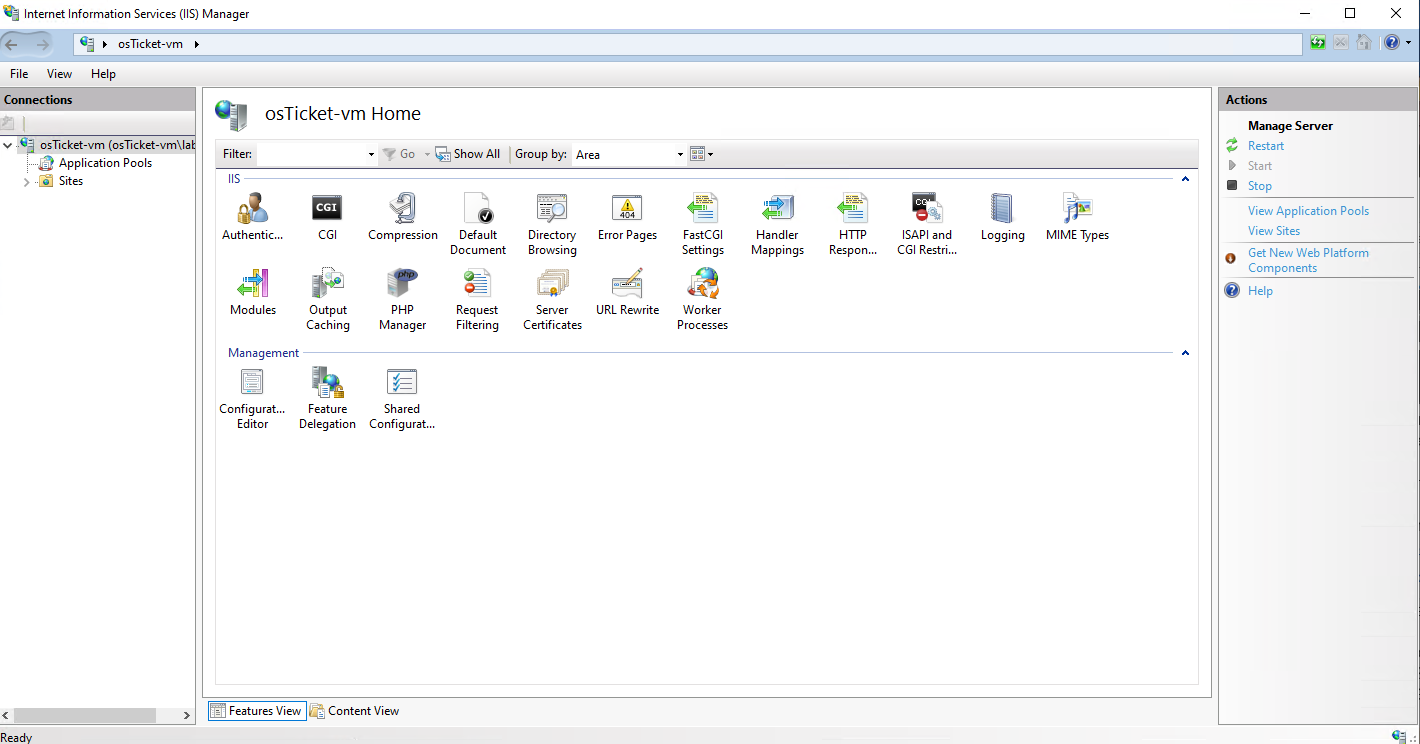 Internet Information Services (IIS) Manager
osTicket-vm
File View Help
Connections
osTicket-vm (osTicket-vm\lab
Application Pools
Sites
osTicket-vm Home
Filter: Go Show All Group by: Area
IIS
Authentic... CGI Compression Default Document Directory Browsing Error Pages FastCGI Settings Handler Mappings HTTP Respon... ISAPI and CGI Restri... Logging MIME Types
Modules Output Caching PHP Manager Request Filtering Server Certificates URL Rewrite Worker Processes
Management
Configurat... Editor Feature Delegation Shared Configurat...
Features View Content View
Actions
Manage Server
Restart
Start
Stop
View Application Pools
View Sites
Get New Web Platform
Components
Help
Ready